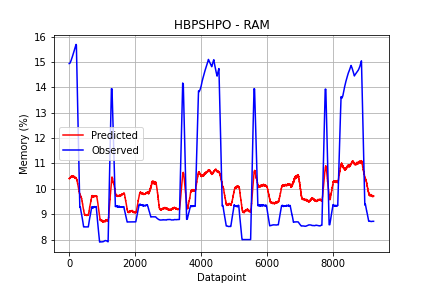 HBPSHPO - RAM
16
15
14
13
12
11
10
9
8
Memory (%)
Predicted
Observed
0 2000 4000 6000 8000
Datapoint